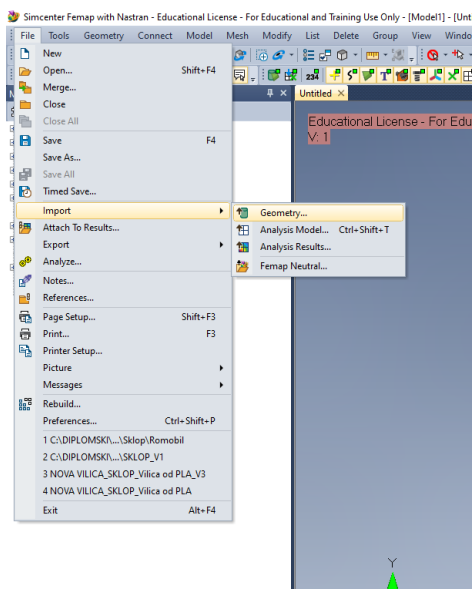 Simcenter Femap with Nastran - Educational License - For Educational and Training Use Only - [Model1] - [Unt
File Tools Geometry Connect Model Mesh Modify List Delete Group View Windo
New
Open... Shift+F4
Merge...
Close
Close All
Save F4
Save As...
Save All
Timed Save...
Import
Attach To Results...
Export
Analyze...
Notes...
References...
Page Setup... Shift+F3
Print... F3
Printer Setup...
Picture
Messages
Rebuild...
Preferences... Ctrl+Shift+P
1 C:\DIPLOMSKI\...\Sklop\Romobil
2 C:\DIPLOMSKI\...\SKLOP_V1
3 NOVA VILICA_SKLOP_Vilica od PLA_V3
4 NOVA VILICA_SKLOP_Vilica od PLA
Exit Alt+F4
Geometry...
Analysis Model... Ctrl+Shift+T
Analysis Results...
Femap Neutral...
234
Untitled
Educational License - For Edu
V: 1
Y